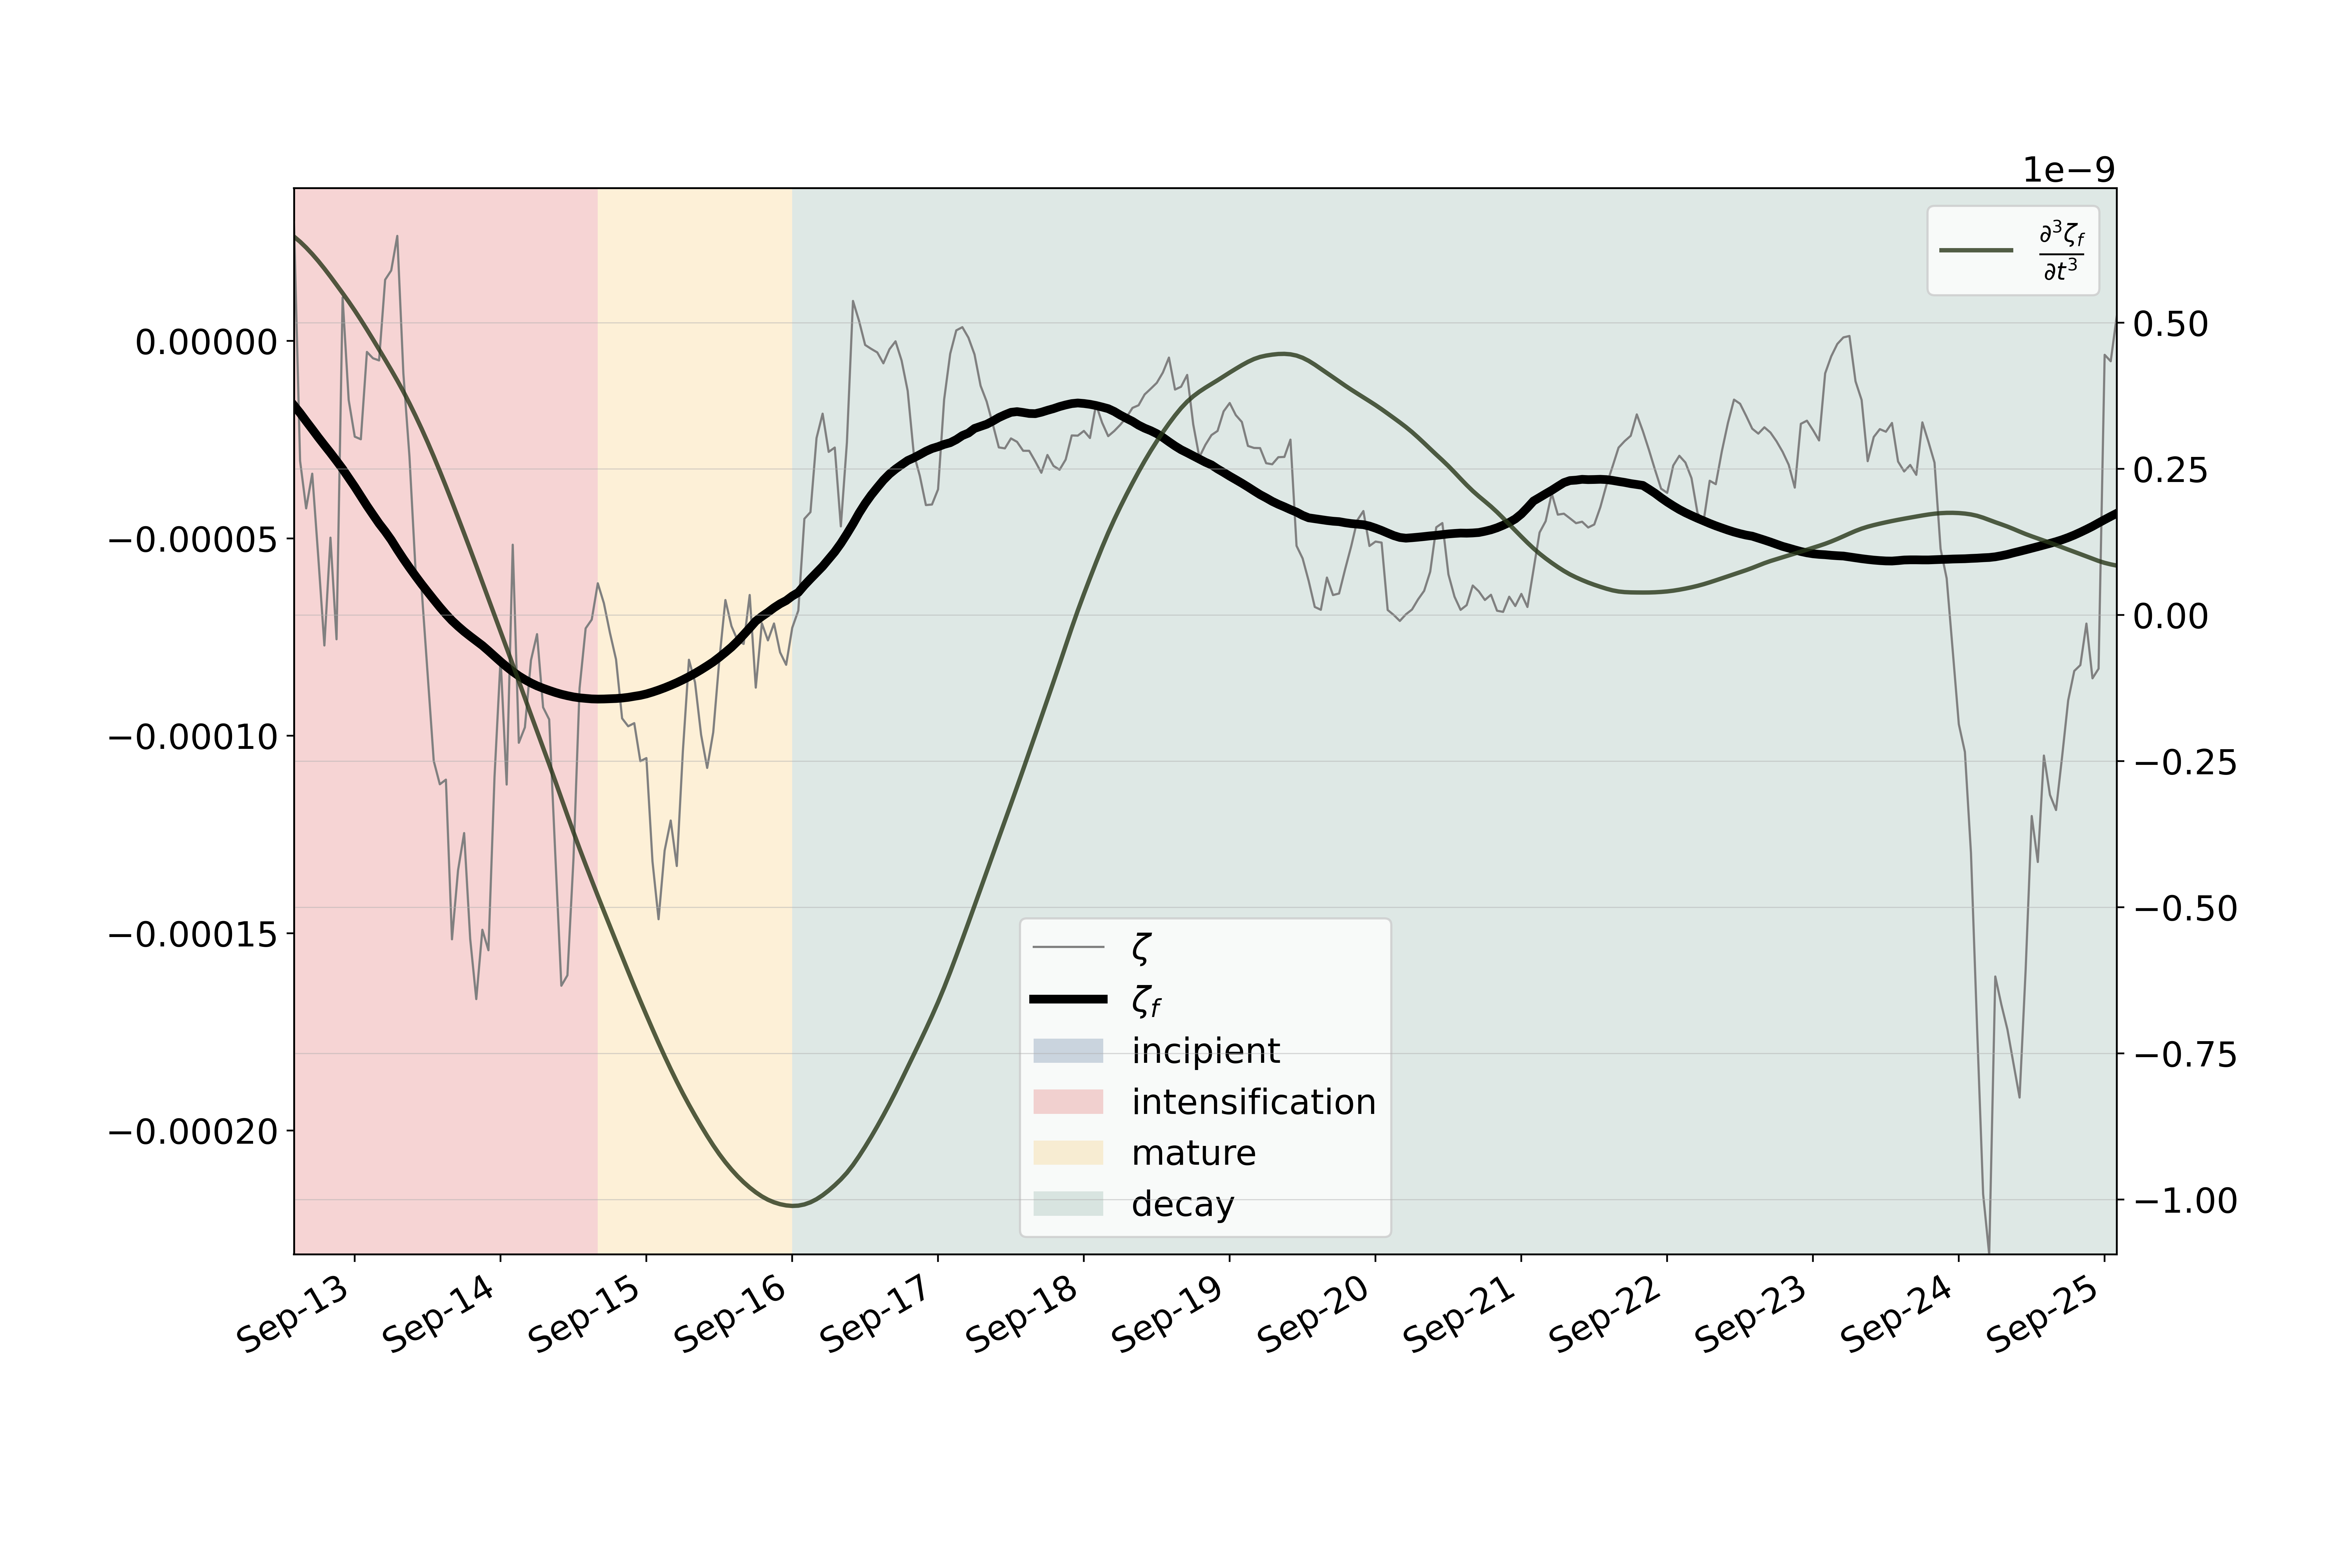 1e−9
∂³ζ_f
∂t³
0.00000
−0.00005
−0.00010
−0.00015
−0.00020
0.50
0.25
0.00
−0.25
−0.50
−0.75
−1.00
ζ
ζ_f
incipient
intensification
mature
decay
Sep-13
Sep-14
Sep-15
Sep-16
Sep-17
Sep-18
Sep-19
Sep-20
Sep-21
Sep-22
Sep-23
Sep-24
Sep-25